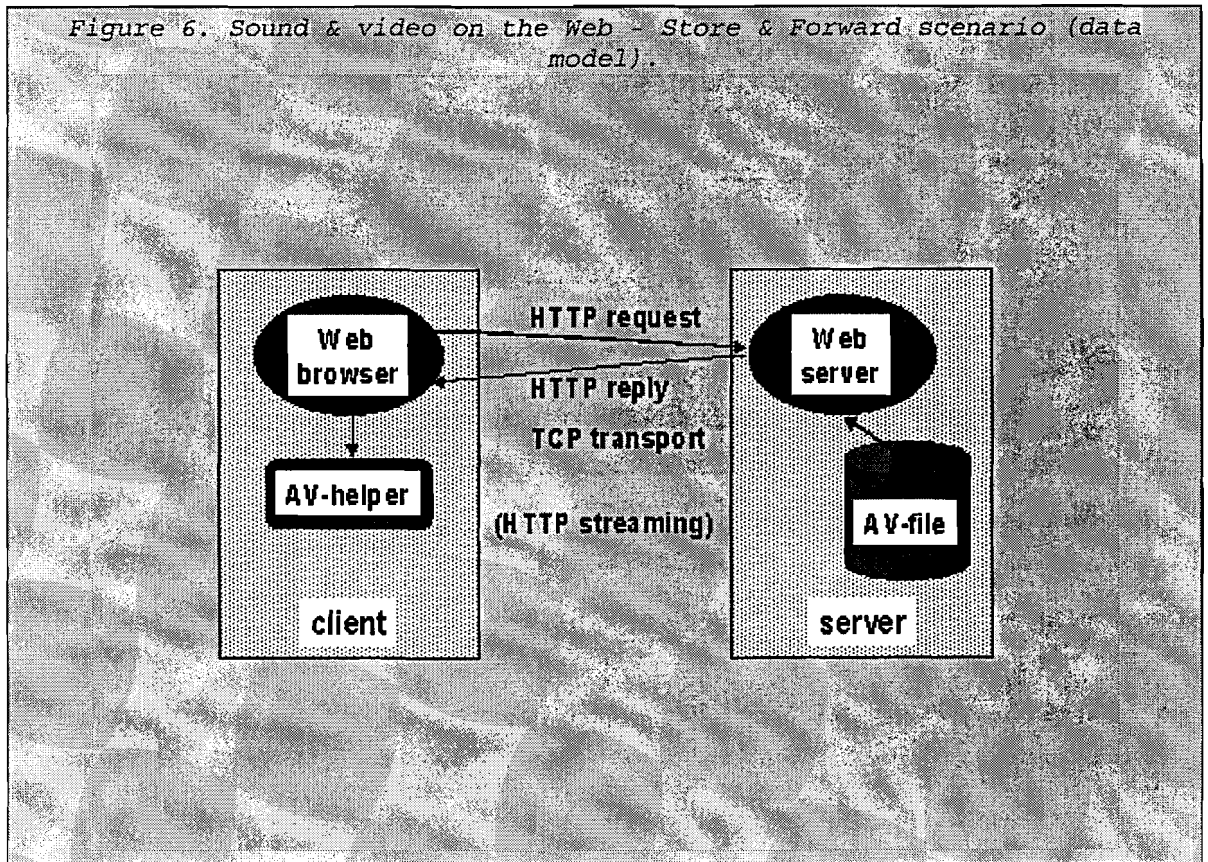 Figure 6. Sound & video on the Web - Store & Forward scenario (data
model).
HTTP request
Web
browser
Web
server
HTTP reply
TCP transport
AV-helper
(HTTP streaming)
AV-file
client
server